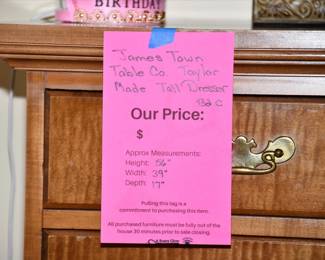 BIRTHDAY
James Town
Table Co. Taylor
Made Tall Dresser
Our Price:
$
Approx Measurements:
Height: 56"
Width: 39"
Depth: 17"
Pulling this tag is a
commitment to purchasing this item.
All purchased furniture must be fully out of the
house 30 minutes prior to sale closing.